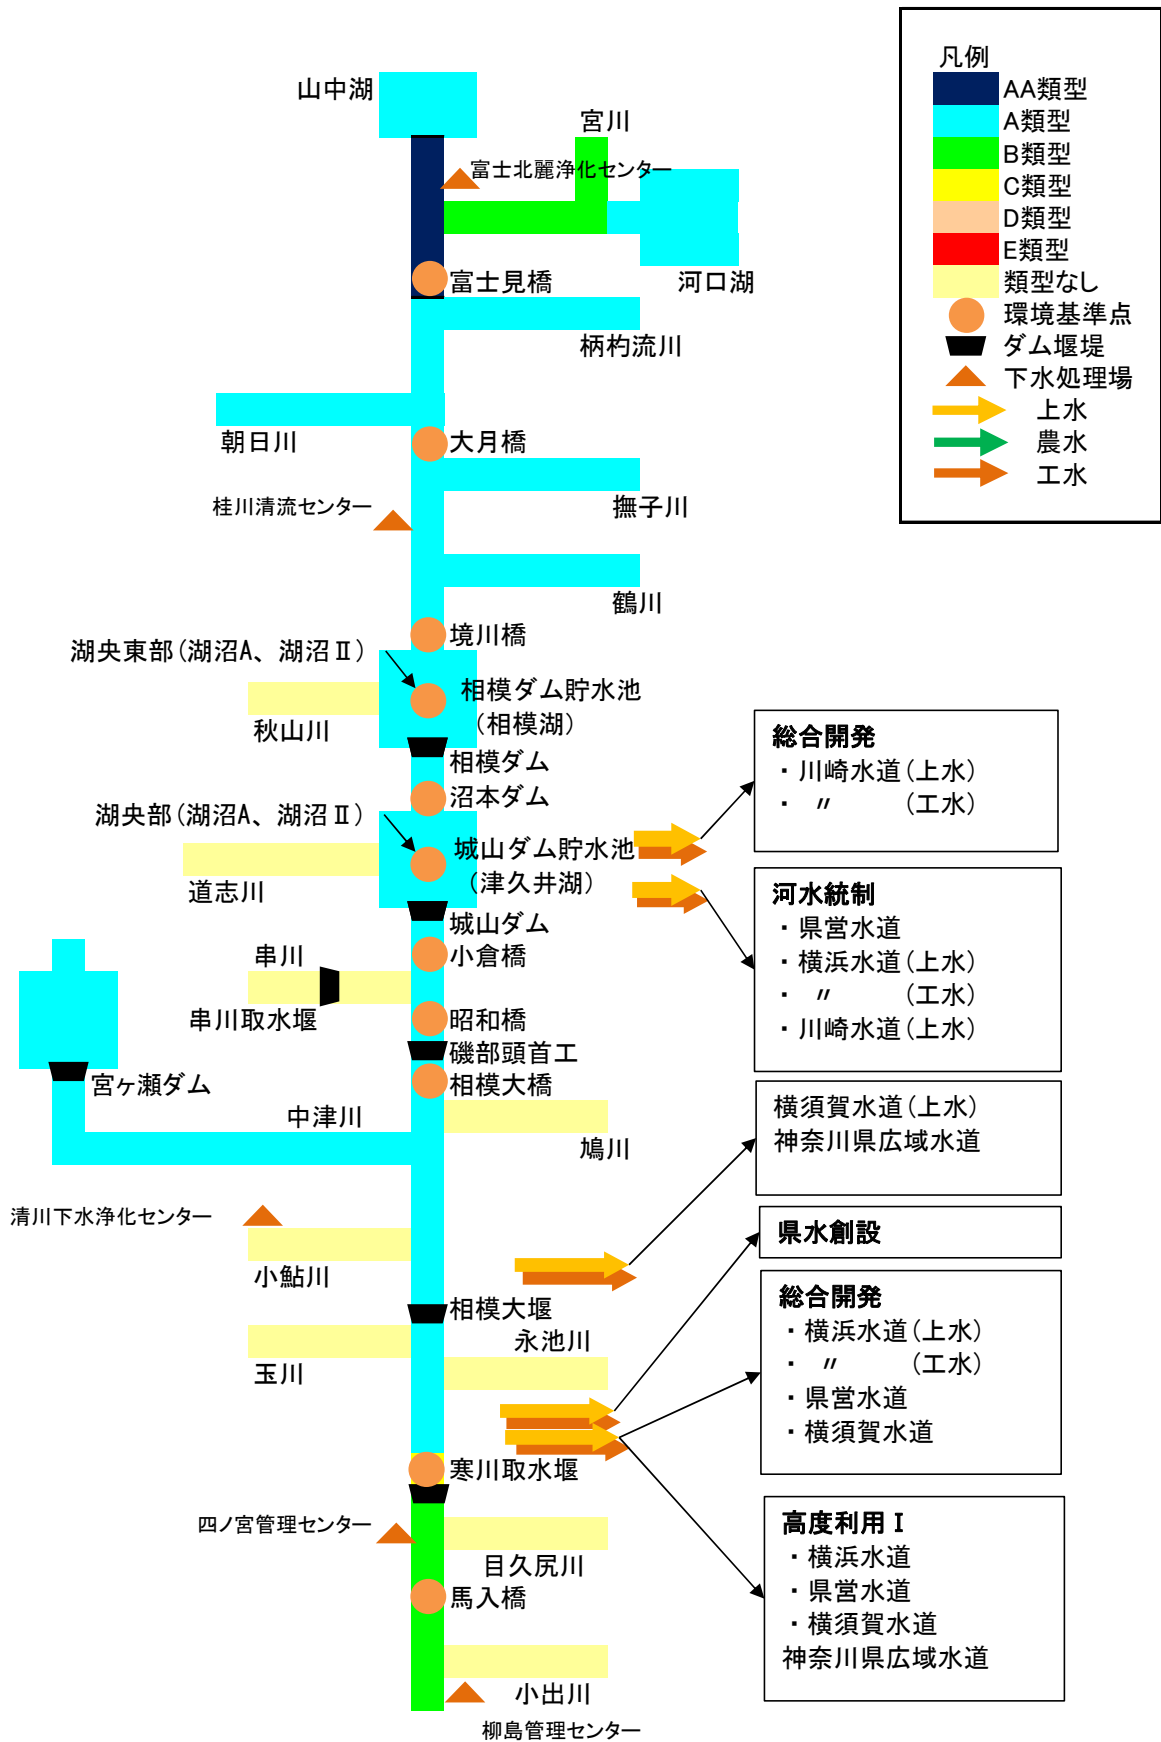 凡例
AA類型
A類型
B類型
C類型
D類型
E類型
類型なし
環境基準点
ダム堰堤
下水処理場
上水
農水
工水
山中湖
宮川
富士北麗浄化センター
富士見橋
河口湖
柄杓流川
朝日川
大月橋
撫子川
桂川清流センター
鶴川
境川橋
湖央東部(湖沼A、湖沼Ⅱ)
相模ダム貯水池
(相模湖)
秋山川
相模ダム
沼本ダム
湖央部(湖沼A、湖沼Ⅱ)
城山ダム貯水池
(津久井湖)
道志川
城山ダム
小倉橋
串川
串川取水堰
昭和橋
磯部頭首工
相模大橋
宮ヶ瀬ダム
中津川
鳩川
清川下水浄化センター
小鮎川
相模大堰
永池川
玉川
寒川取水堰
四ノ宮管理センター
目久尻川
馬入橋
小出川
柳島管理センター
総合開発
・川崎水道(上水)
・ 〃 (工水)
河水統制
・県営水道
・横浜水道(上水)
・ 〃 (工水)
・川崎水道(上水)
横須賀水道(上水)
神奈川県広域水道
県水創設
総合開発
・横浜水道(上水)
・ 〃 (工水)
・県営水道
・横須賀水道
高度利用Ⅰ
・横浜水道
・県営水道
・横須賀水道
神奈川県広域水道